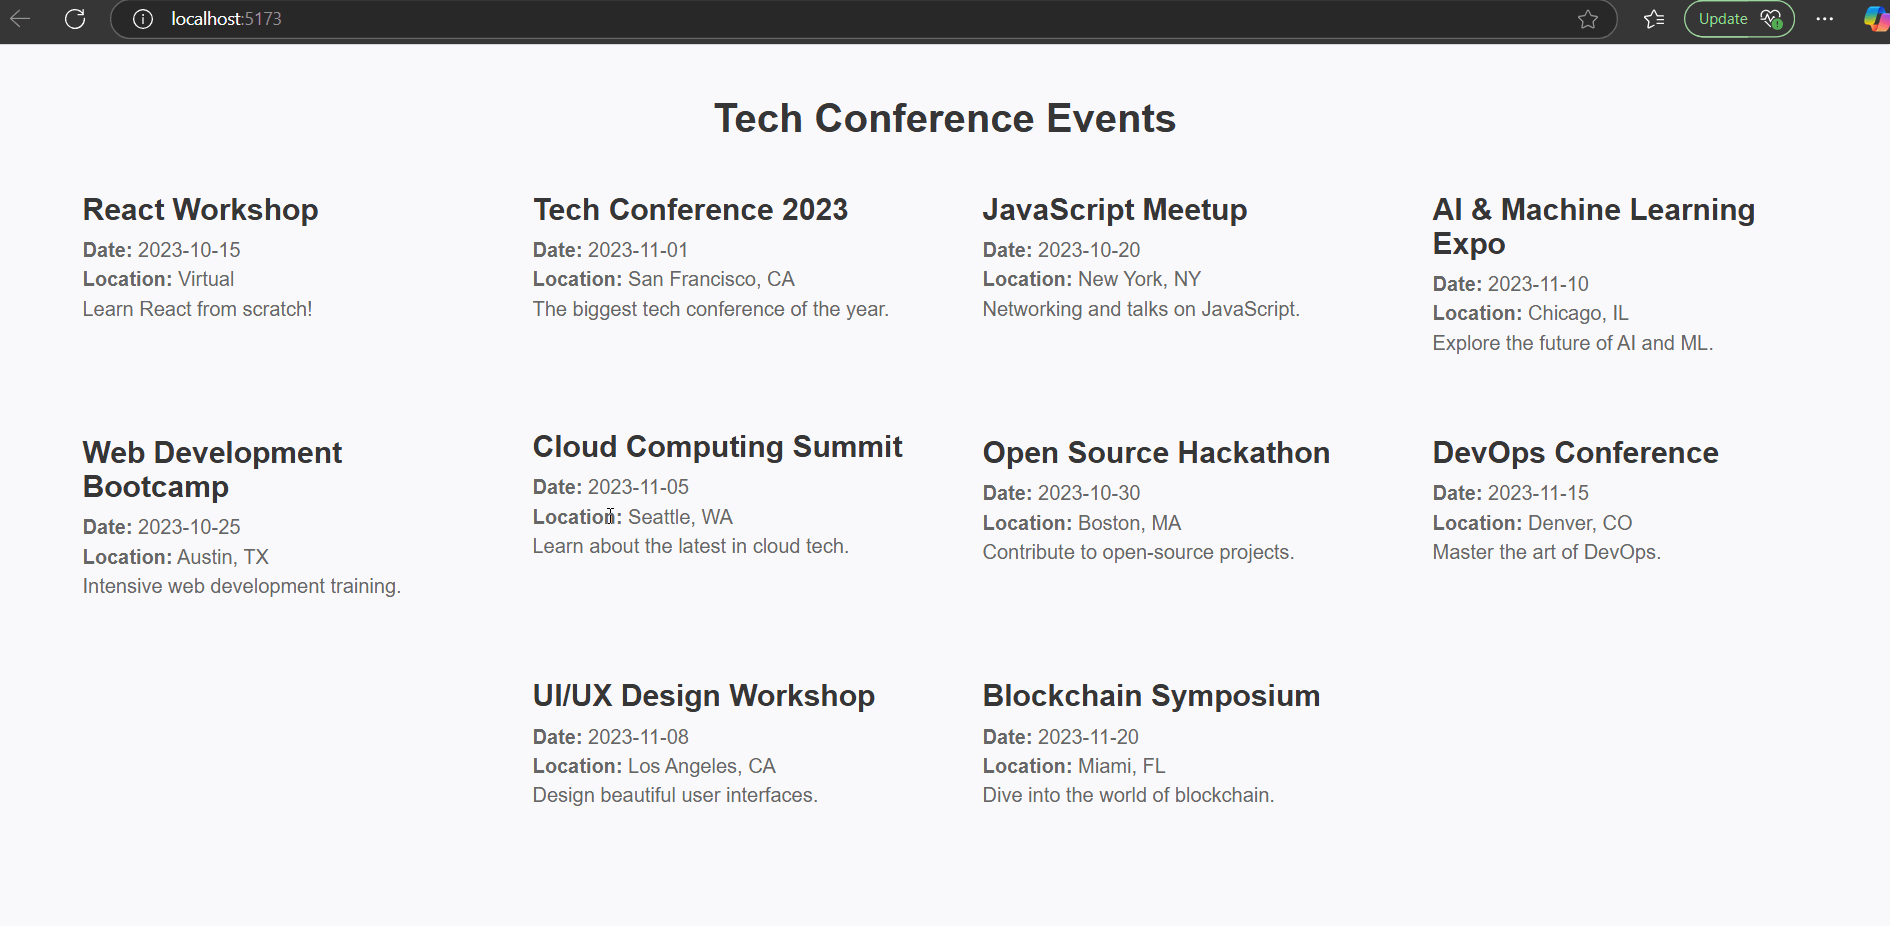 localhost:5173
Update
Tech Conference Events
React Workshop
Date: 2023-10-15
Location: Virtual
Learn React from scratch!
Tech Conference 2023
Date: 2023-11-01
Location: San Francisco, CA
The biggest tech conference of the year.
JavaScript Meetup
Date: 2023-10-20
Location: New York, NY
Networking and talks on JavaScript.
AI & Machine Learning
Expo
Date: 2023-11-10
Location: Chicago, IL
Explore the future of AI and ML.
Web Development
Bootcamp
Date: 2023-10-25
Location: Austin, TX
Intensive web development training.
Cloud Computing Summit
Date: 2023-11-05
Location: Seattle, WA
Learn about the latest in cloud tech.
Open Source Hackathon
Date: 2023-10-30
Location: Boston, MA
Contribute to open-source projects.
DevOps Conference
Date: 2023-11-15
Location: Denver, CO
Master the art of DevOps.
UI/UX Design Workshop
Date: 2023-11-08
Location: Los Angeles, CA
Design beautiful user interfaces.
Blockchain Symposium
Date: 2023-11-20
Location: Miami, FL
Dive into the world of blockchain.